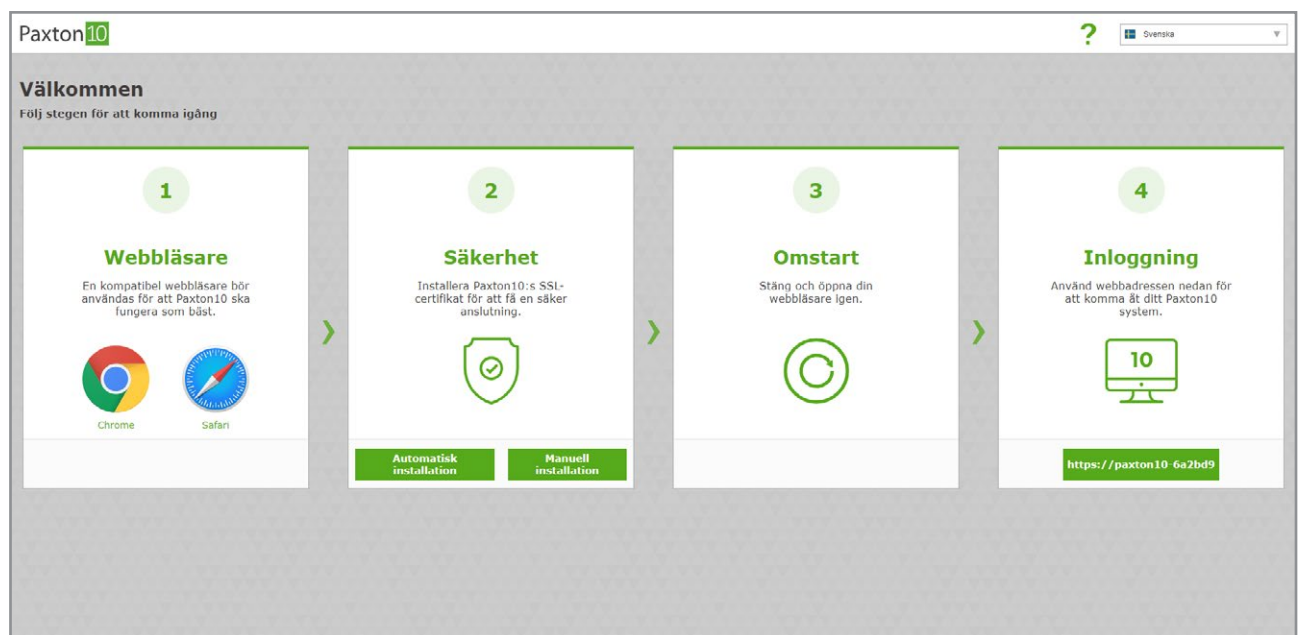 Paxton10
?
Svenska
Välkommen
Följ stegen för att komma igång
1
Webbläsare
En kompatibel webbläsare bör
användas för att Paxton10 ska
fungera som bäst.
Chrome
Safari
2
Säkerhet
Installera Paxton10:s SSL-
certifikat för att få en säker
anslutning.
Automatisk
installation
Manuell
installation
3
Omstart
Stäng och öppna din
webbläsare igen.
4
Inloggning
Använd webbadressen nedan för
att komma åt ditt Paxton10
system.
10
https://paxton10-6a2bd9